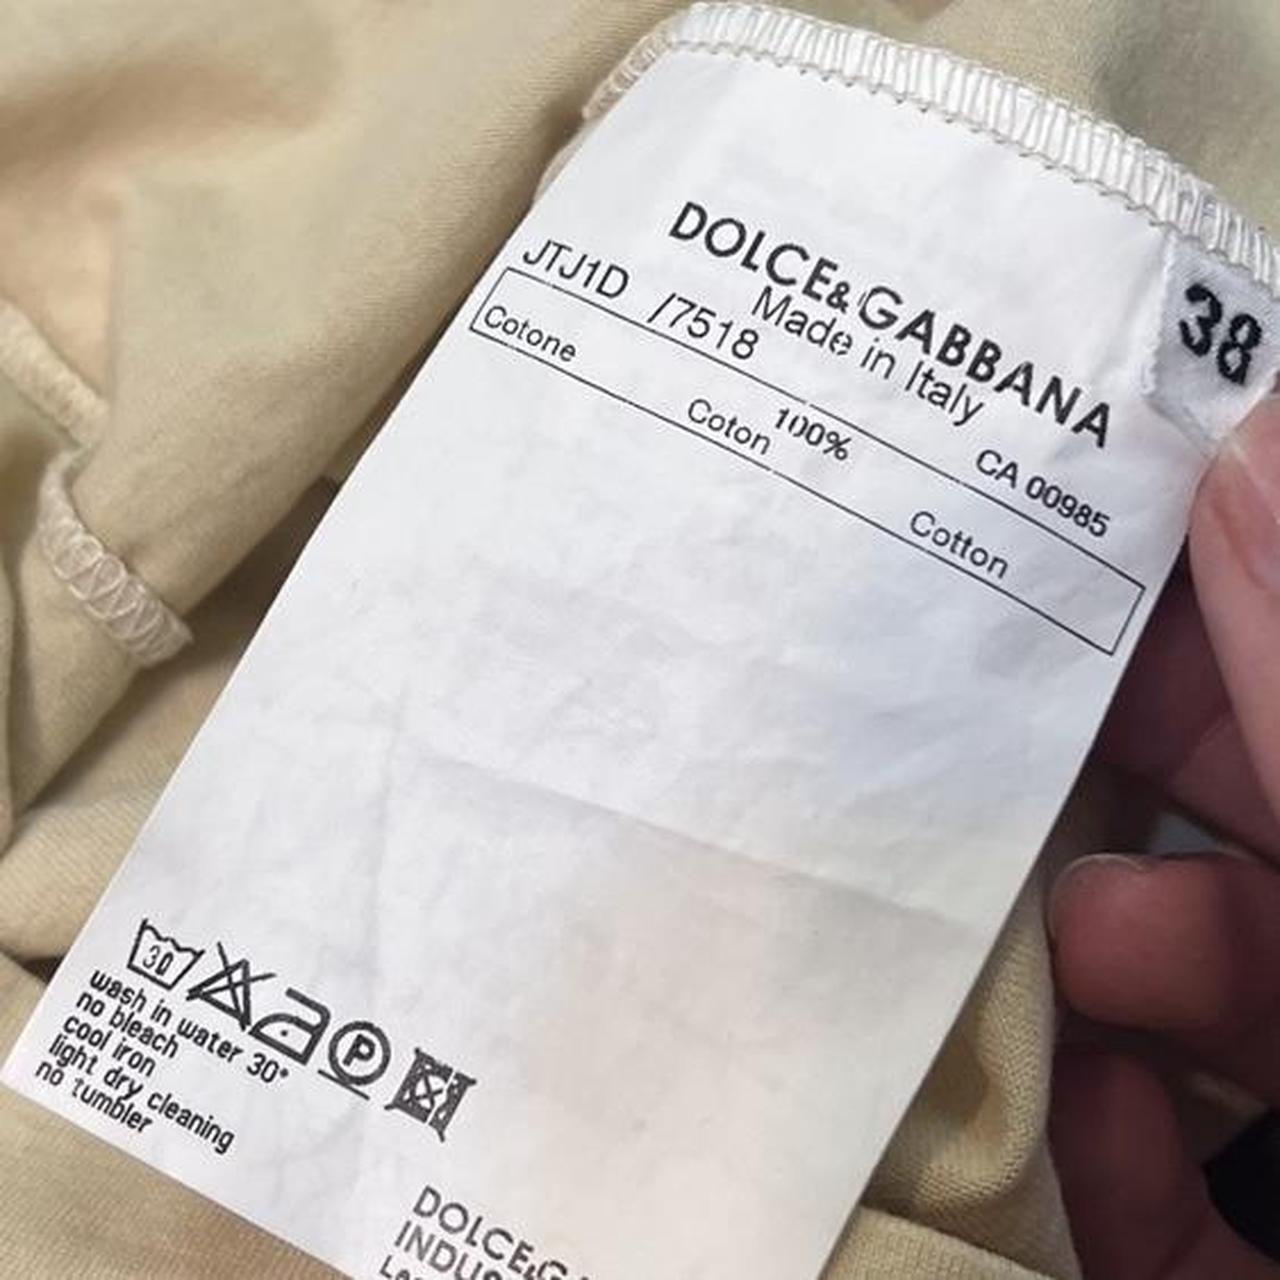 DOLCE&GABBANA
Made in Italy
38
JTJ1D /7518 CA 00985
100%
Cotone Coton Cotton
30 P
wash in water 30°
no bleach
cool iron
light dry cleaning
no tumbler
DOLCE&G
INDUS